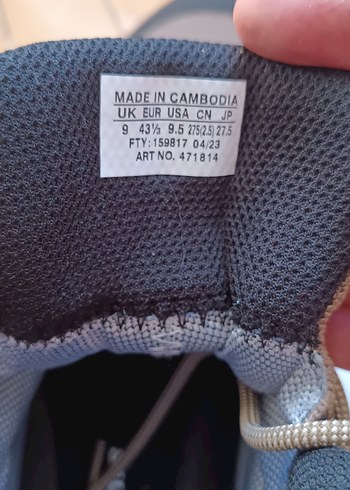 MADE IN CAMBODIA
UK EUR USA CN JP
9 43⅓ 9.5 275(2.5) 27.5
FTY: 159817 04/23
ART NO. 471814